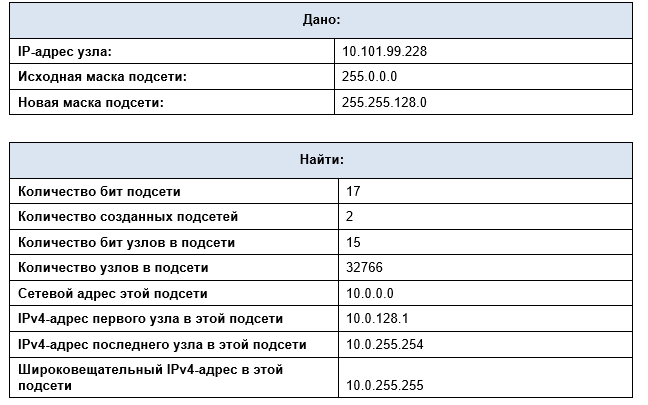 Дано:
IP-адрес узла: 10.101.99.228
Исходная маска подсети: 255.0.0.0
Новая маска подсети: 255.255.128.0
Найти:
Количество бит подсети 17
Количество созданных подсетей 2
Количество бит узлов в подсети 15
Количество узлов в подсети 32766
Сетевой адрес этой подсети 10.0.0.0
IPv4-адрес первого узла в этой подсети 10.0.128.1
IPv4-адрес последнего узла в этой подсети 10.0.255.254
Широковещательный IPv4-адрес в этой
подсети 10.0.255.255